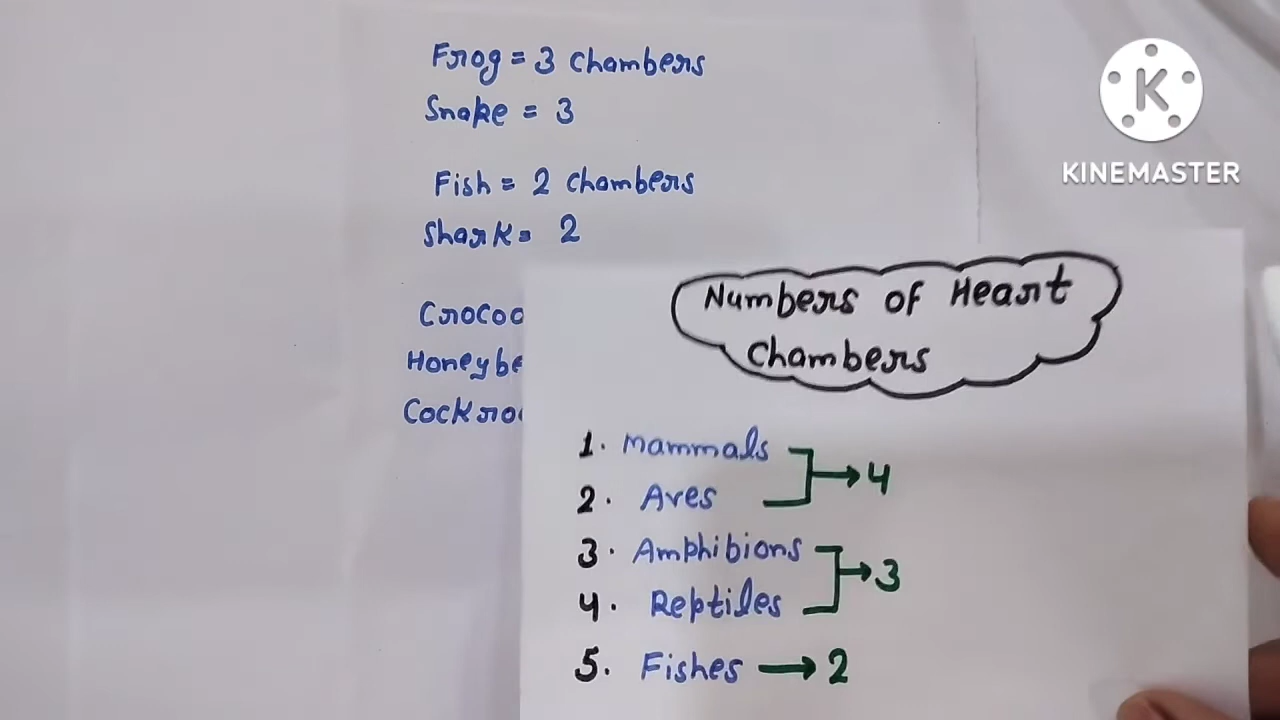 Frog = 3 Chambers
Snake = 3
Fish = 2 Chambers
Shark = 2
Numbers of Heart
Chambers
1. Mammals
2. Aves
→ 4
3. Amphibions
4. Reptiles
→ 3
5. Fishes → 2
K
KINEMASTER